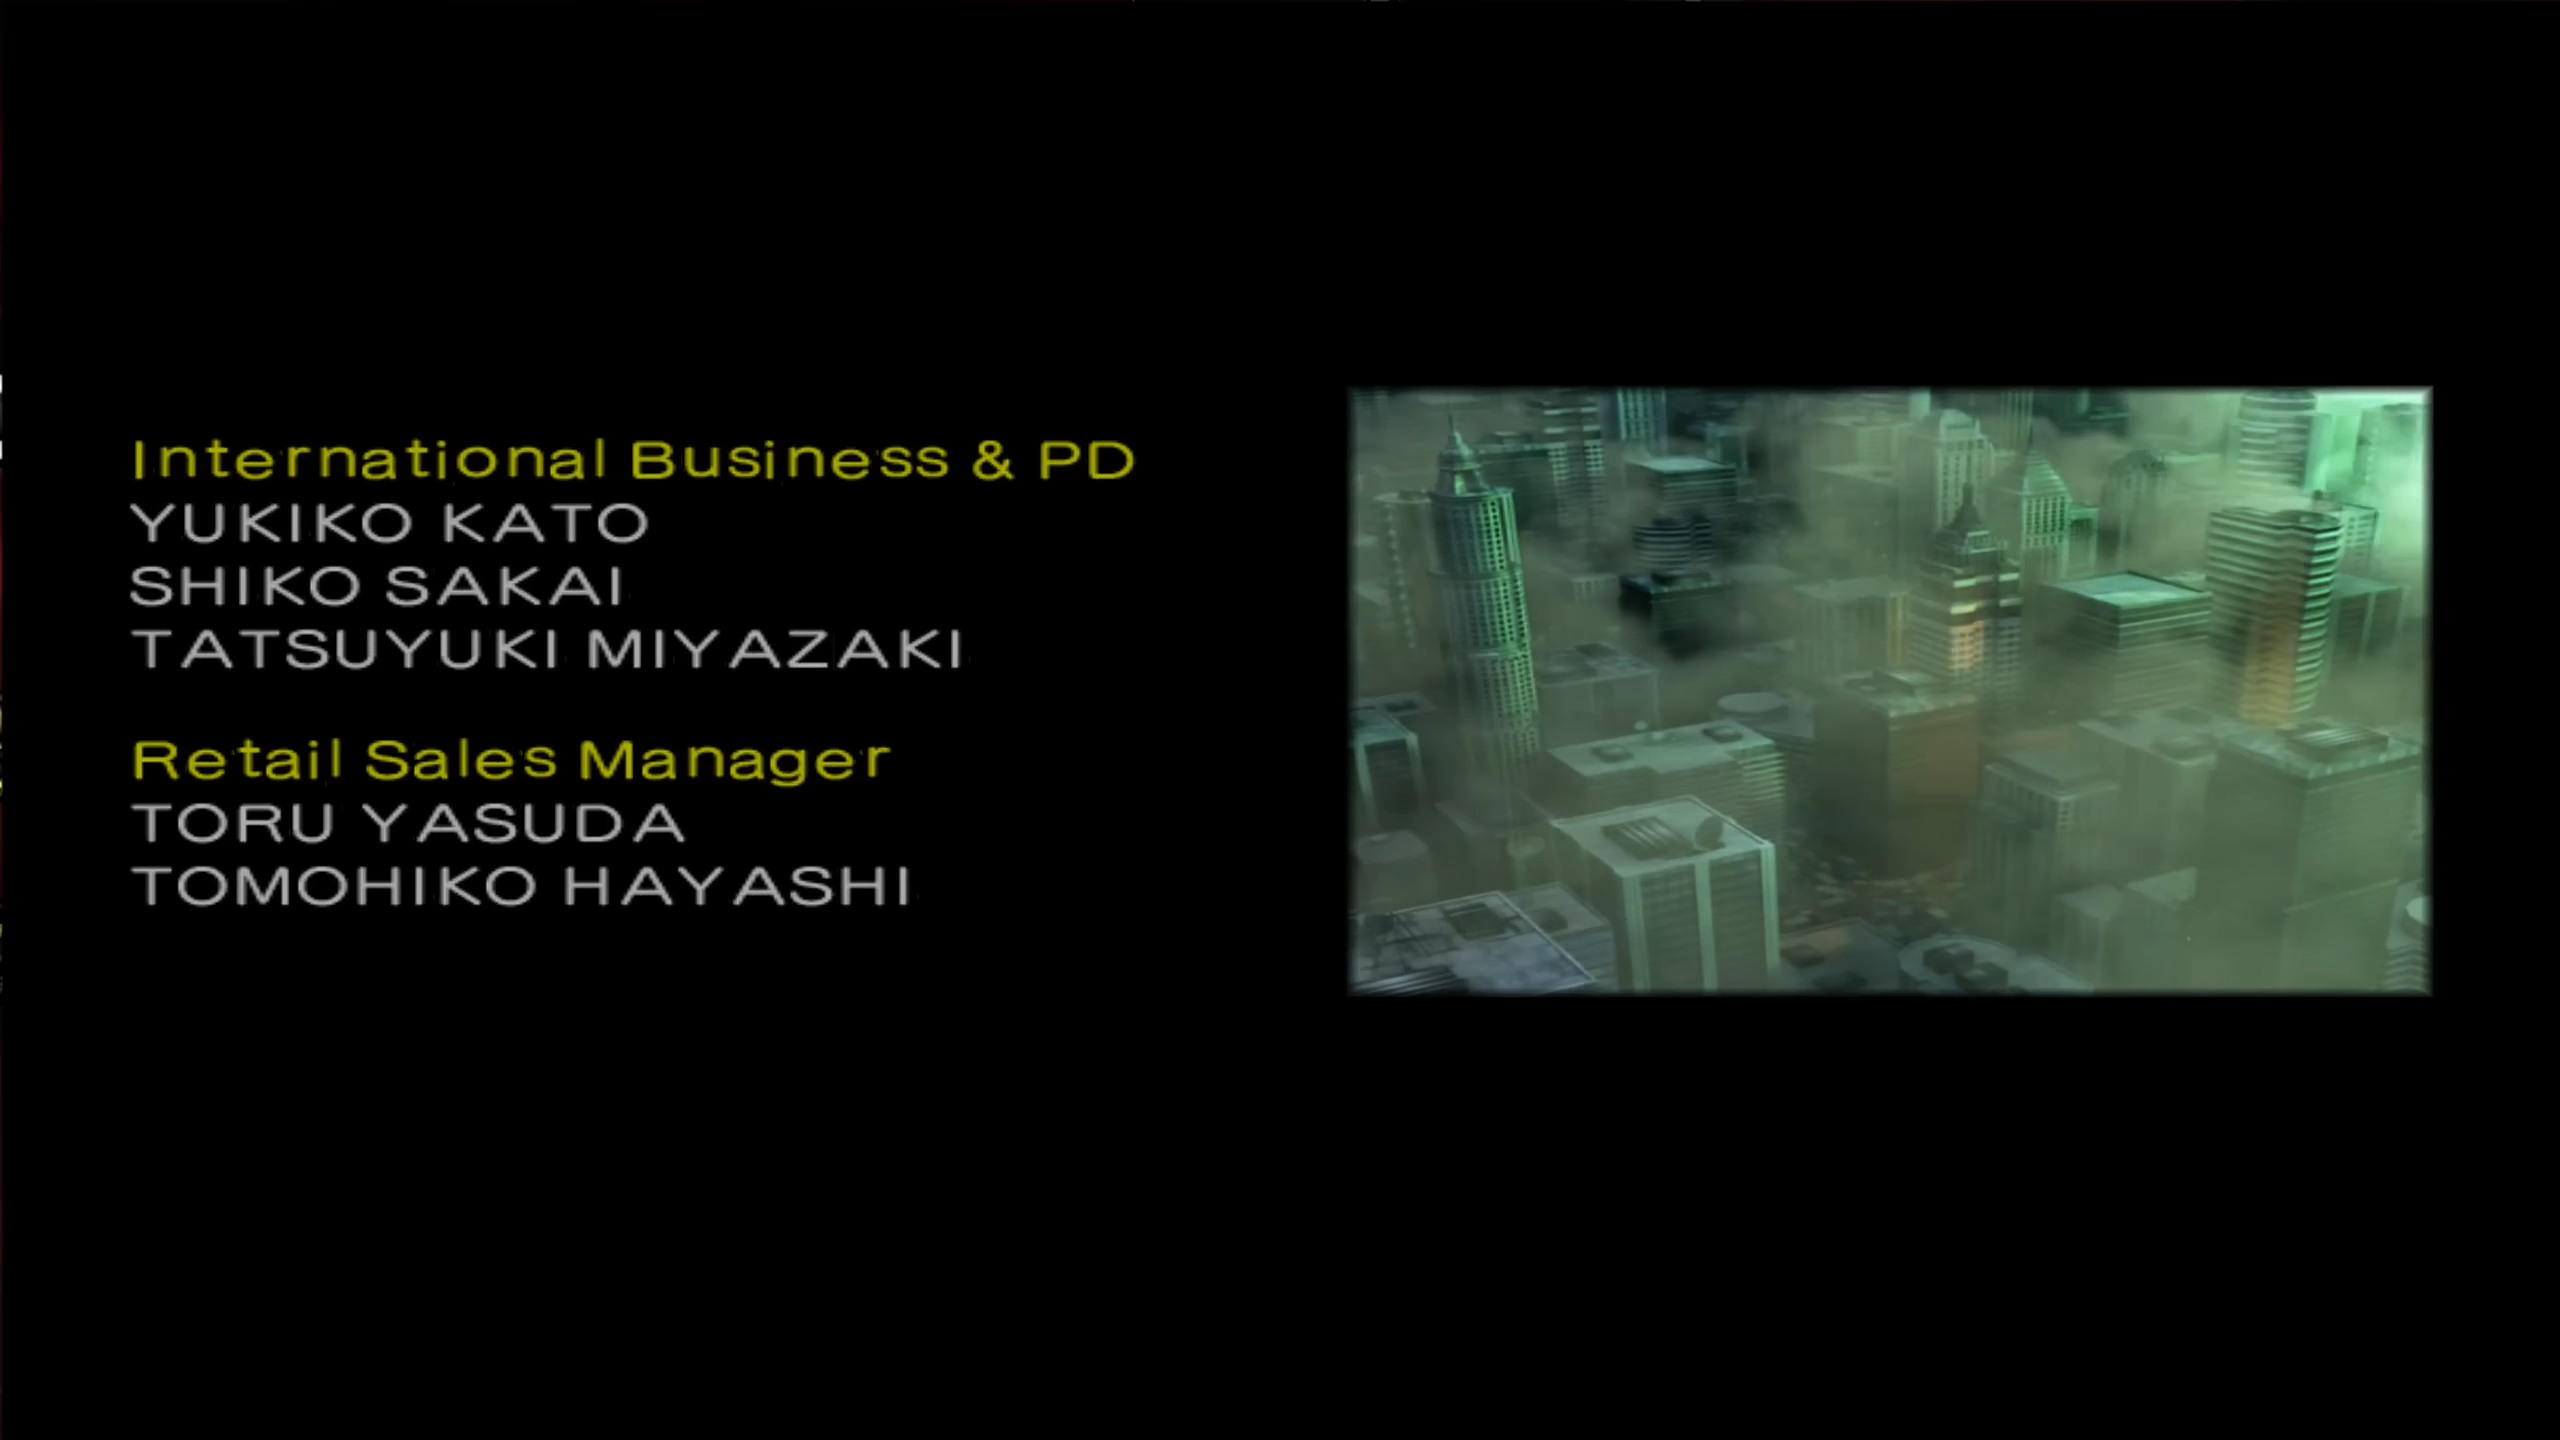 International Business & PD
YUKIKO KATO
SHIKO SAKAI
TATSUYUKI MIYAZAKI
Retail Sales Manager
TORU YASUDA
TOMOHIKO HAYASHI